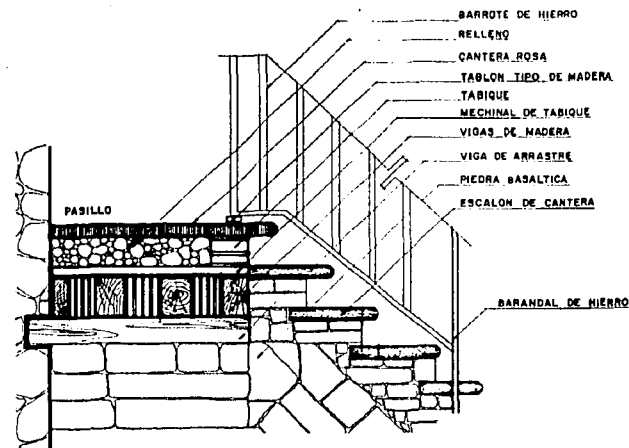 BARROTE DE HIERRO
RELLENO
CANTERA ROSA
TABLON TIPO DE MADERA
TABIQUE
MECHINAL DE TABIQUE
VIGAS DE MADERA
VIGA DE ARRASTRE
PIEDRA BASALTICA
ESCALON DE CANTERA
PASILLO
BARANDAL DE HIERRO